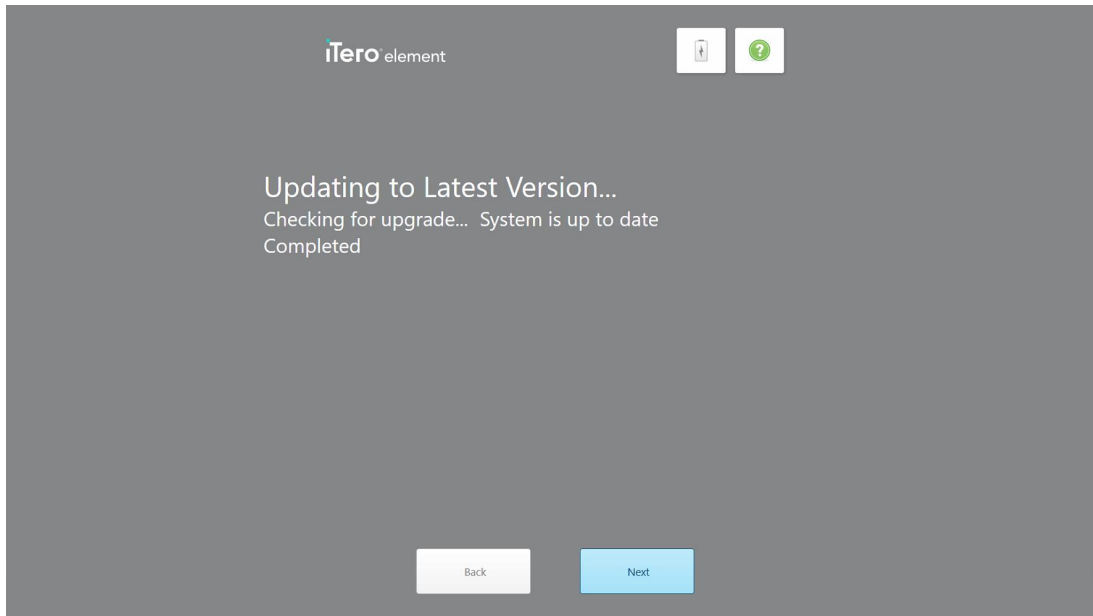 iTero element
?
Updating to Latest Version...
Checking for upgrade... System is up to date
Completed
Back
Next